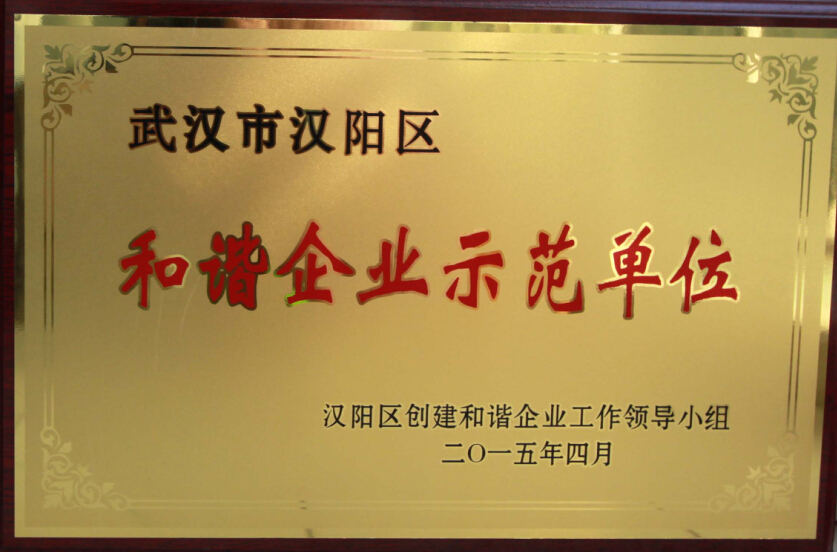 武汉市汉阳区
和谐企业示范单位
汉阳区创建和谐企业工作领导小组
二〇一五年四月